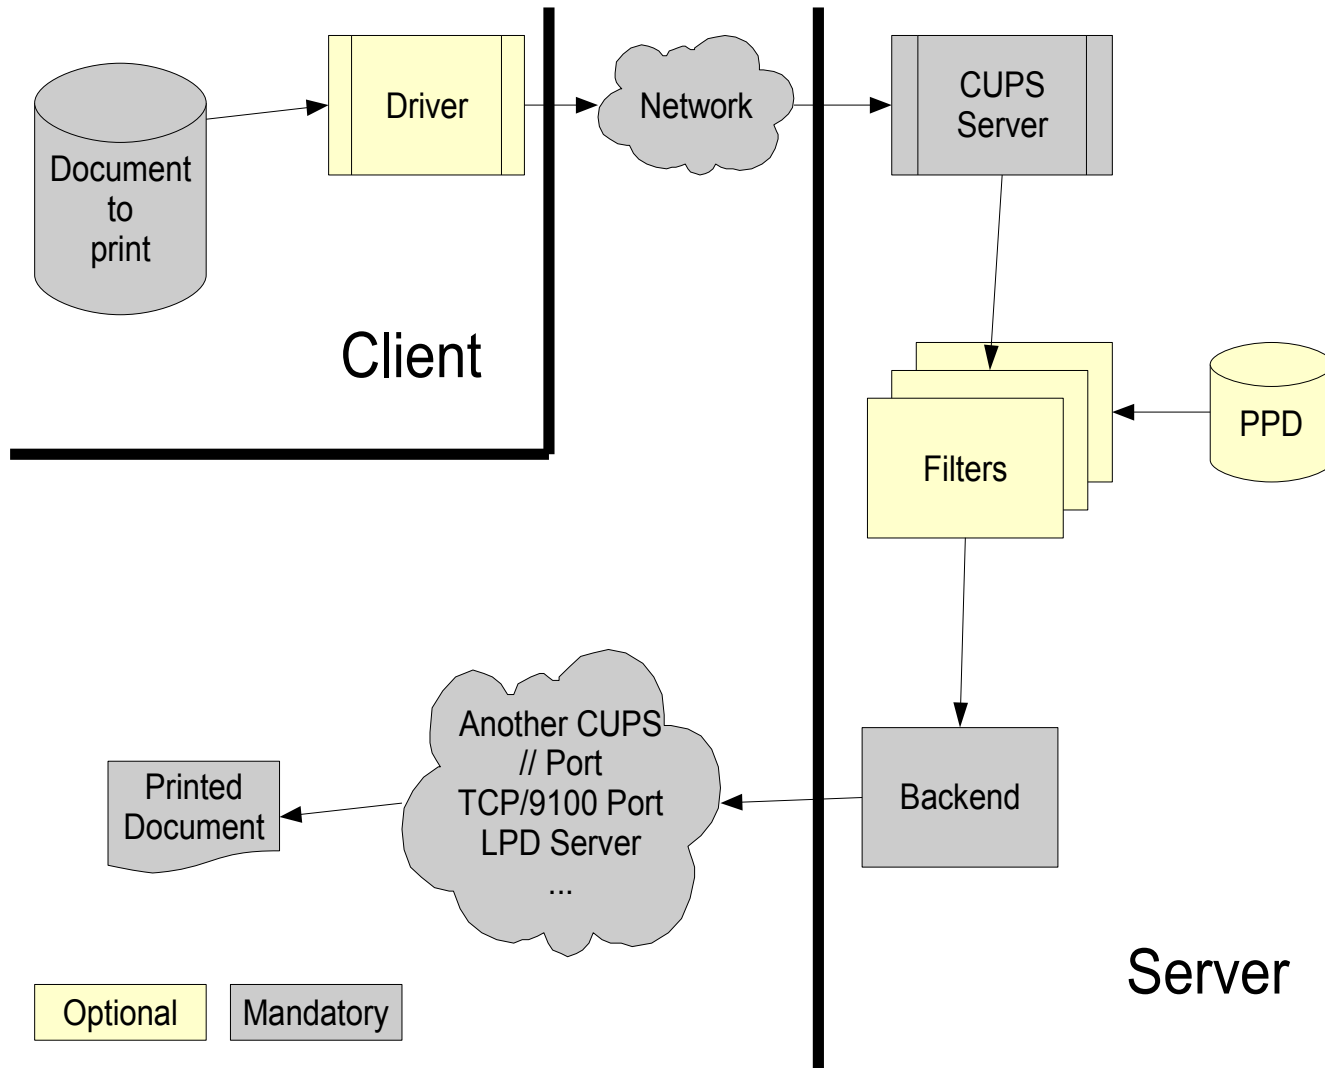 Document
to
print
Driver
Network
CUPS
Server
Client
Filters
PPD
Backend
Another CUPS
// Port
TCP/9100 Port
LPD Server
...
Printed
Document
Server
Optional
Mandatory